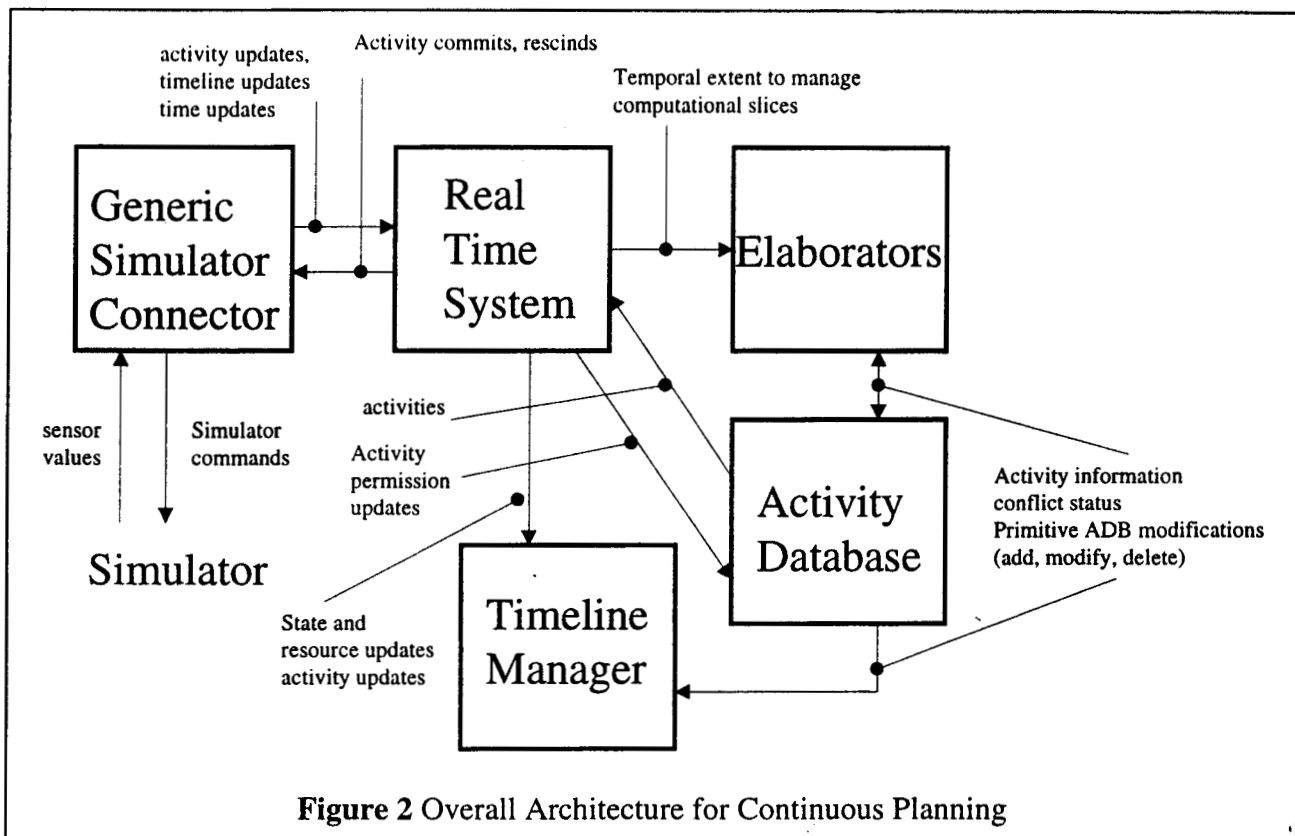 activity updates,
timeline updates
time updates
Activity commits, rescinds
Temporal extent to manage
computational slices
Generic
Simulator
Connector
Real
Time
System
Elaborators
sensor
values
Simulator
commands
activities
Activity
permission
updates
Activity
Database
Activity information
conflict status
Primitive ADB modifications
(add, modify, delete)
Simulator
State and
resource updates
activity updates
Timeline
Manager
Figure 2 Overall Architecture for Continuous Planning